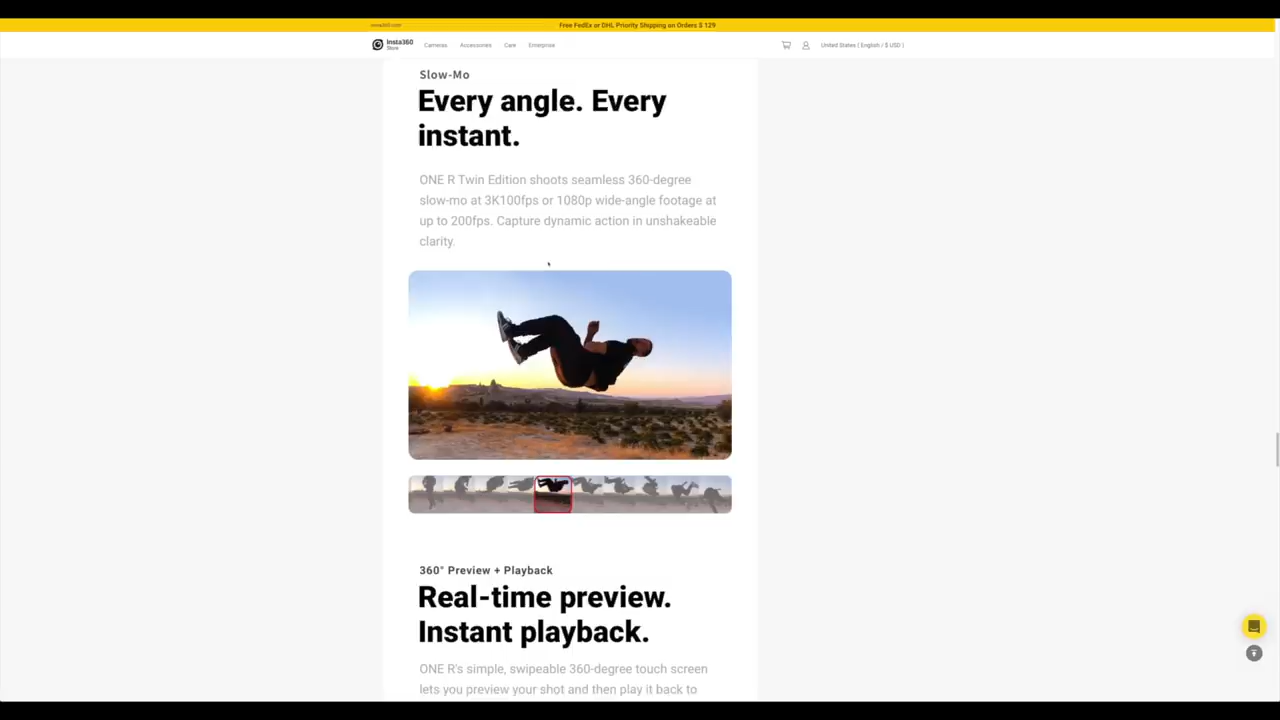 www.insta360.com
Free FedEx or DHL Priority Shipping on Orders $ 129
Insta360
Store
Cameras
Accessories
Care
Enterprise
United States ( English / $ USD )
Slow-Mo
Every angle. Every
instant.
ONE R Twin Edition shoots seamless 360-degree
slow-mo at 3K100fps or 1080p wide-angle footage at
up to 200fps. Capture dynamic action in unshakeable
clarity.
360° Preview + Playback
Real-time preview.
Instant playback.
ONE R's simple, swipeable 360-degree touch screen
lets you preview your shot and then play it back to